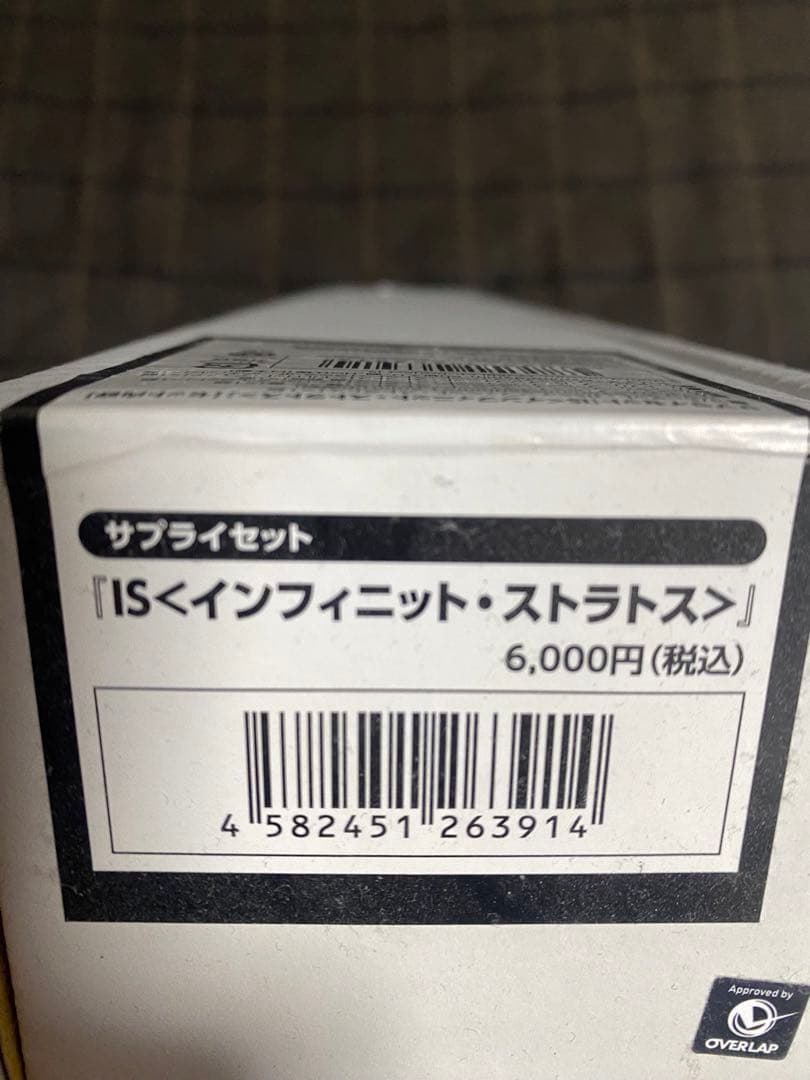 サプライセット
『IS<インフィニット・ストラトス>』
6,000円(税込)
4 582451 263914
Approved by
OVERLAP